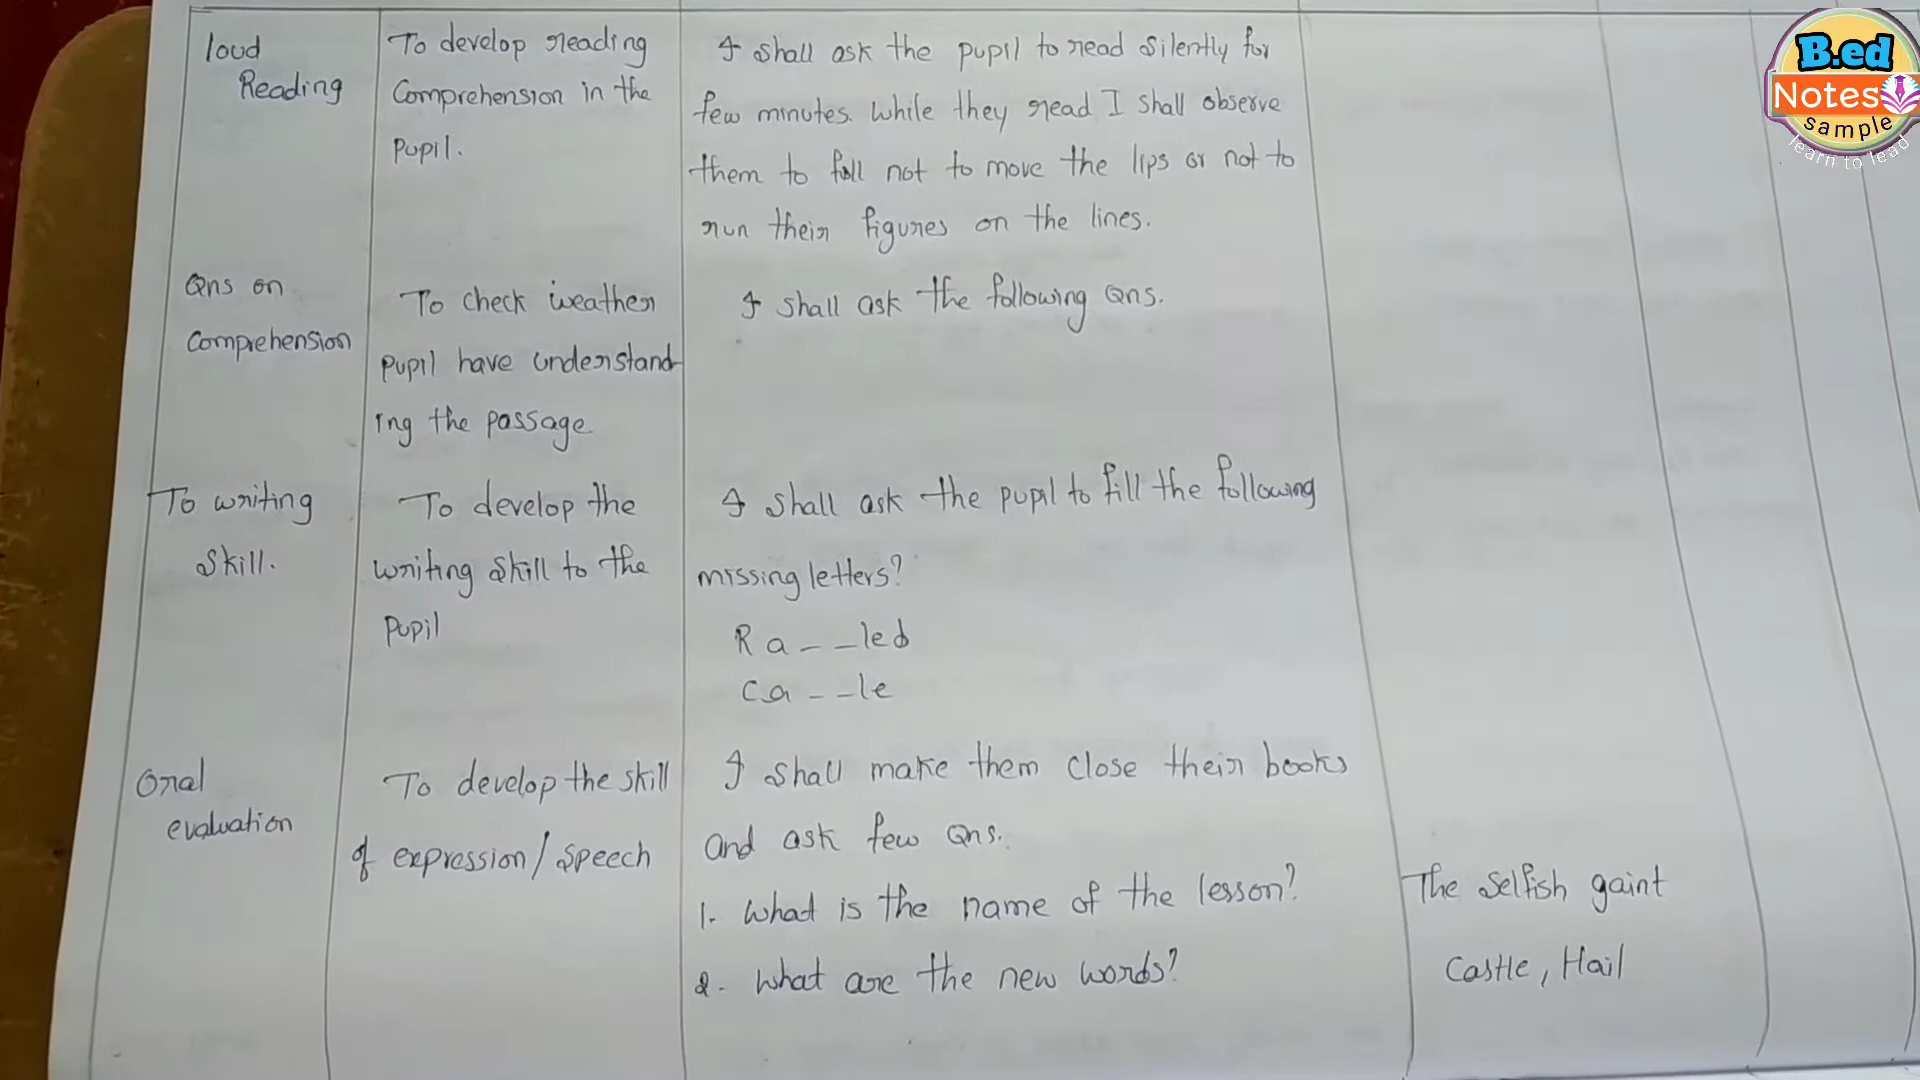 loud
Reading
To develop reading
Comprehension in the
Pupil.
I shall ask the pupil to read silently for
few minutes. While they read I shall observe
them to foll not to move the lips or not to
run their figures on the lines.
Qns on
Comprehension
To check weather
pupil have understand
ing the passage.
I shall ask the following Qns.
To writing
Skill.
To develop the
writing skill to the
Pupil
I shall ask the pupil to fill the following
missing letters?
Ra _ _led
Ca _ _le
Oral
evaluation
To develop the skill
of expression/Speech
I shall make them close their books
and ask few Qns.
1. What is the name of the lesson?
The Selfish gaint
2. What are the new words?
Castle, Hail
B.ed
Notes
sample
learn to lead